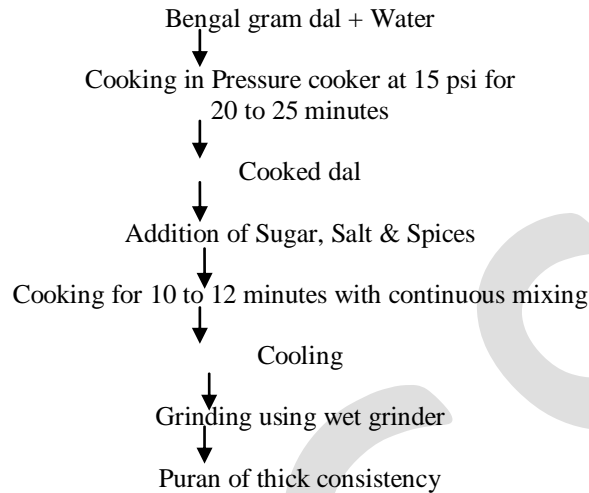 Bengal gram dal + Water
Cooking in Pressure cooker at 15 psi for
20 to 25 minutes
Cooked dal
Addition of Sugar, Salt & Spices
Cooking for 10 to 12 minutes with continuous mixing
Cooling
Grinding using wet grinder
Puran of thick consistency